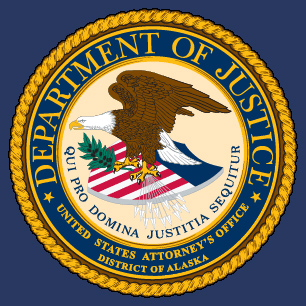 DEPARTMENT OF JUSTICE
QUI PRO DOMINA JUSTITIA SEQUITUR
UNITED STATES ATTORNEY'S OFFICE
DISTRICT OF ALASKA